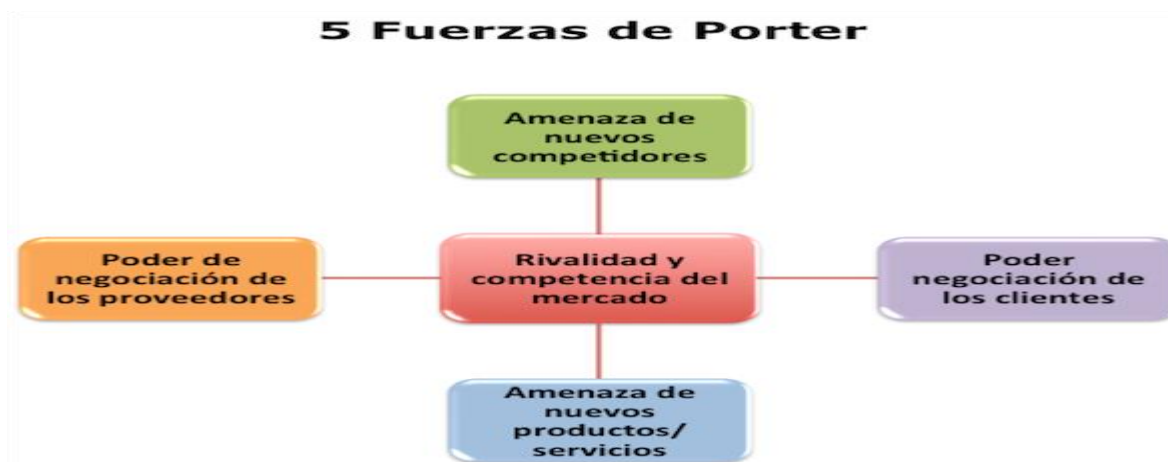 5 Fuerzas de Porter
Amenaza de
nuevos
competidores
Poder de
negociación de
los proveedores
Rivalidad y
competencia del
mercado
Poder
negociación de
los clientes
Amenaza de
nuevos
productos/
servicios